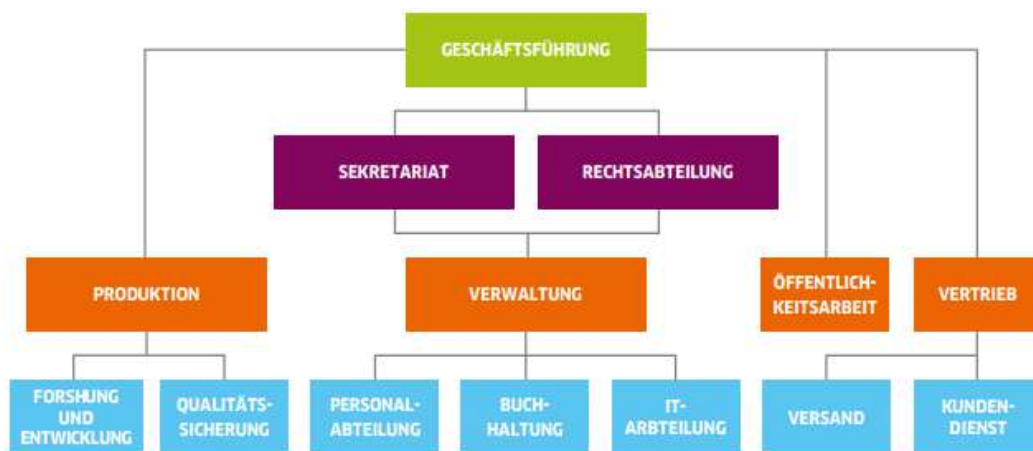 GESCHÄFTSFÜHRUNG
SEKRETARIAT
RECHTSABTEILUNG
PRODUKTION
VERWALTUNG
ÖFFENTLICH-
KEITSARBEIT
VERTRIEB
FORSHUNG
UND
ENTWICKLUNG
QUALITÄTS-
SICHERUNG
PERSONAL-
ABTEILUNG
BUCH-
HALTUNG
IT-
ARBTEILUNG
VERSAND
KUNDEN-
DIENST